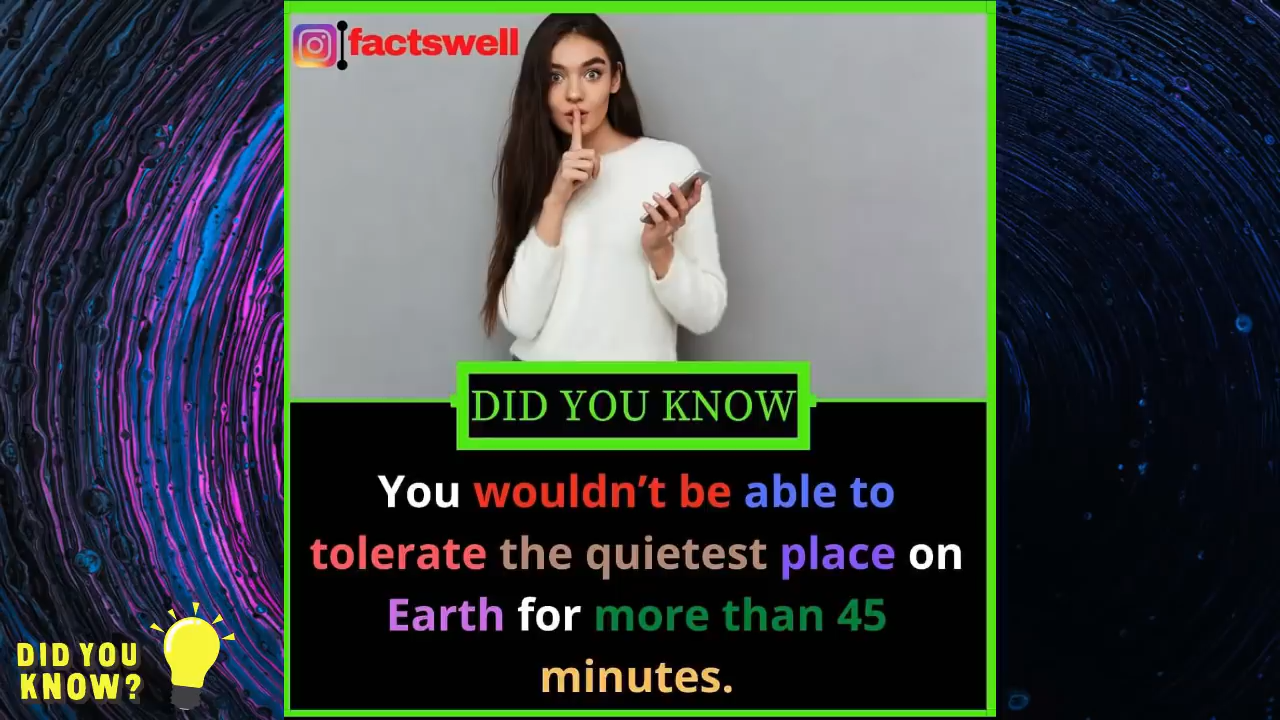 factswell
DID YOU KNOW
You wouldn’t be able to
tolerate the quietest place on
Earth for more than 45
minutes.
DID YOU
KNOW?